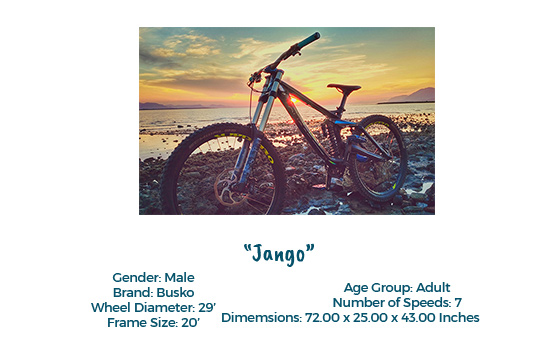 “Jango”
Gender: Male
Brand: Busko
Wheel Diameter: 29’
Frame Size: 20’
Age Group: Adult
Number of Speeds: 7
Dimemsions: 72.00 x 25.00 x 43.00 Inches